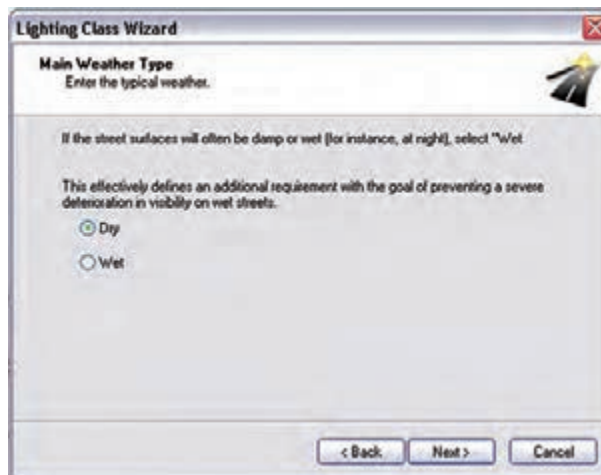 Lighting Class Wizard
Main Weather Type
Enter the typical weather.
If the street surfaces will often be damp or wet (for instance, at night), select "Wet
This effectively defines an additional requirement with the goal of preventing a severe
deterioration in visibility on wet streets.
Dry
Wet
< Back
Next >
Cancel